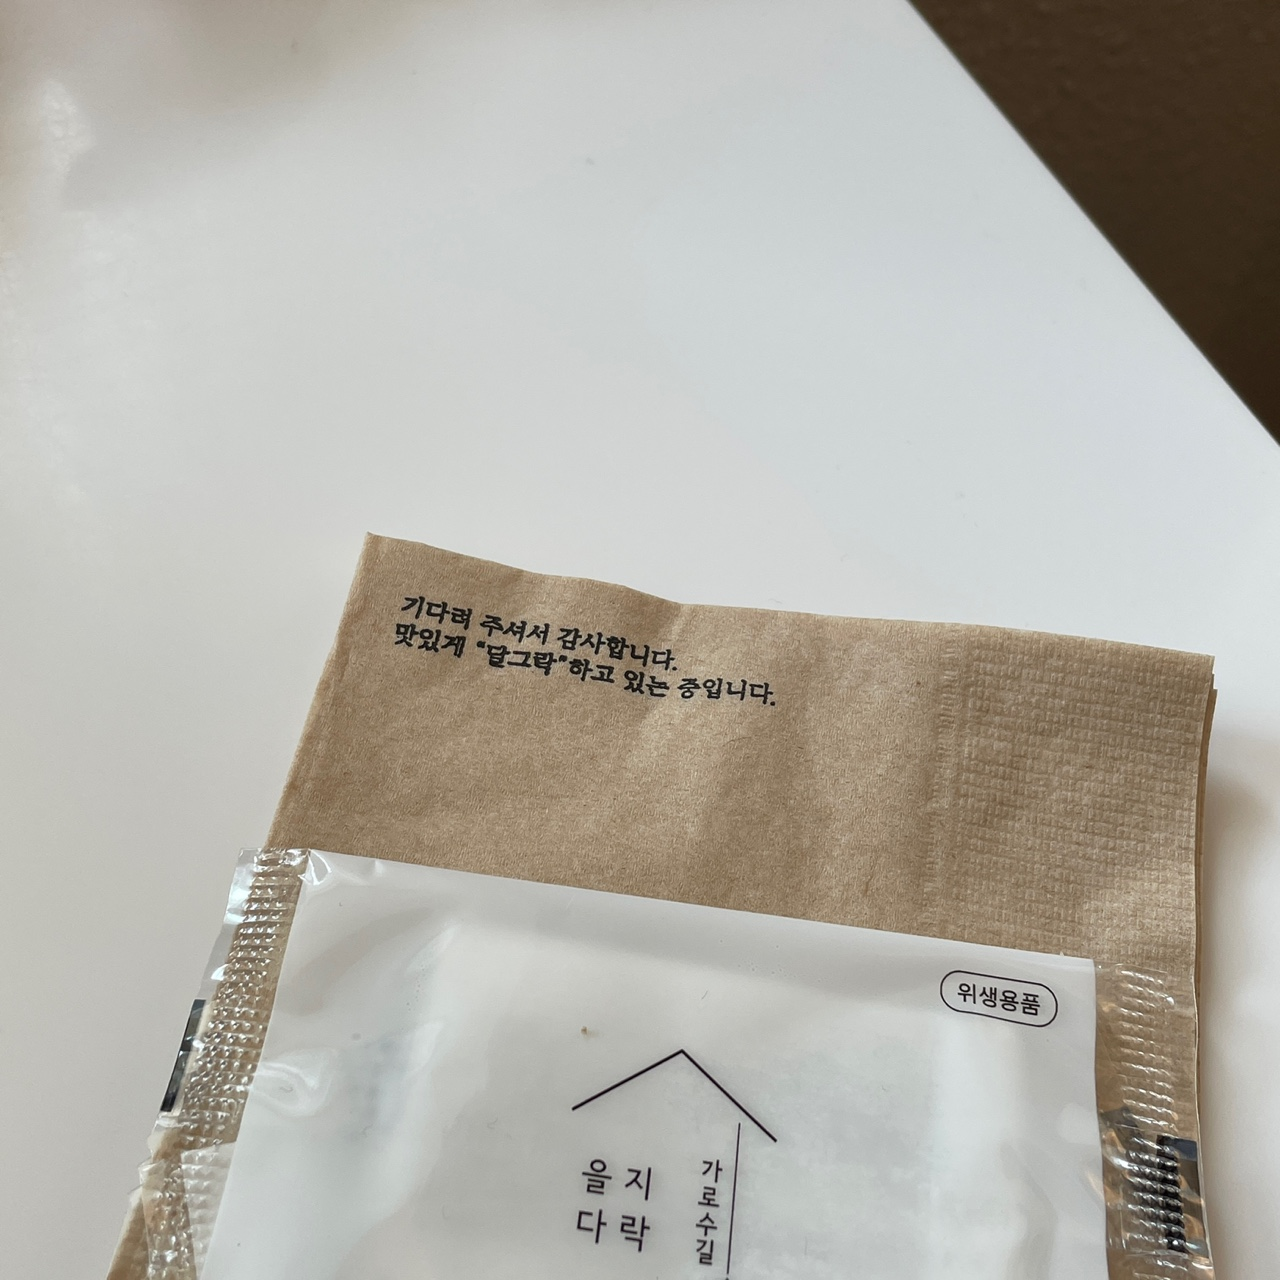 기다려 주셔서 감사합니다.
맛있게 "달그락"하고 있는 중입니다.
위생용품
을지
다락
가로수길